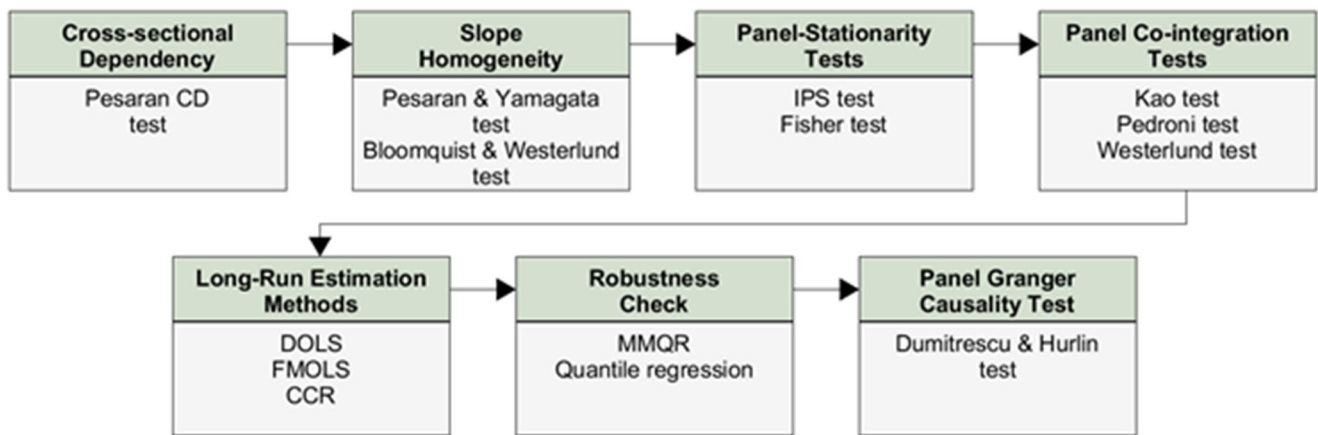 Cross-sectional
Dependency
Pesaran CD
test
Slope
Homogeneity
Pesaran & Yamagata
test
Bloomquist & Westerlund
test
Panel-Stationarity
Tests
IPS test
Fisher test
Panel Co-integration
Tests
Kao test
Pedroni test
Westerlund test
Long-Run Estimation
Methods
DOLS
FMOLS
CCR
Robustness
Check
MMQR
Quantile regression
Panel Granger
Causality Test
Dumitrescu & Hurlin
test